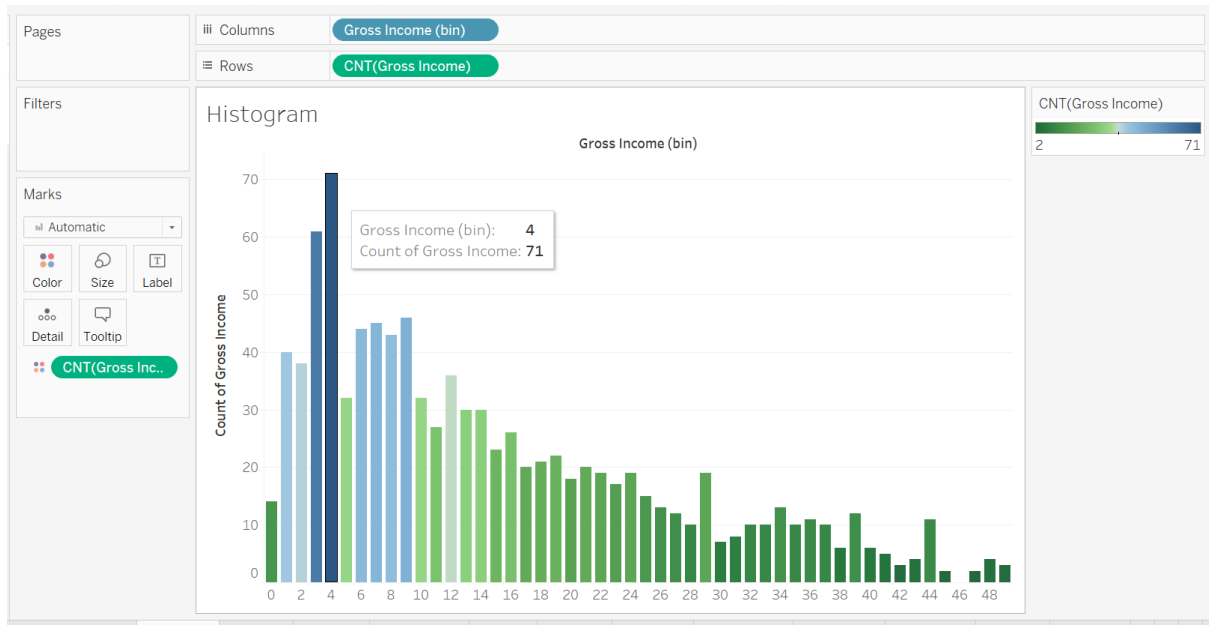 Pages
Columns
Gross Income (bin)
Rows
CNT(Gross Income)
Filters
Marks
Automatic
Color
Size
T
Label
Detail
Tooltip
CNT(Gross Inc..
Histogram
Gross Income (bin)
Gross Income (bin): 4
Count of Gross Income: 71
Count of Gross Income
70
60
50
40
30
20
10
0
0 2 4 6 8 10 12 14 16 18 20 22 24 26 28 30 32 34 36 38 40 42 44 46 48
CNT(Gross Income)
2 71